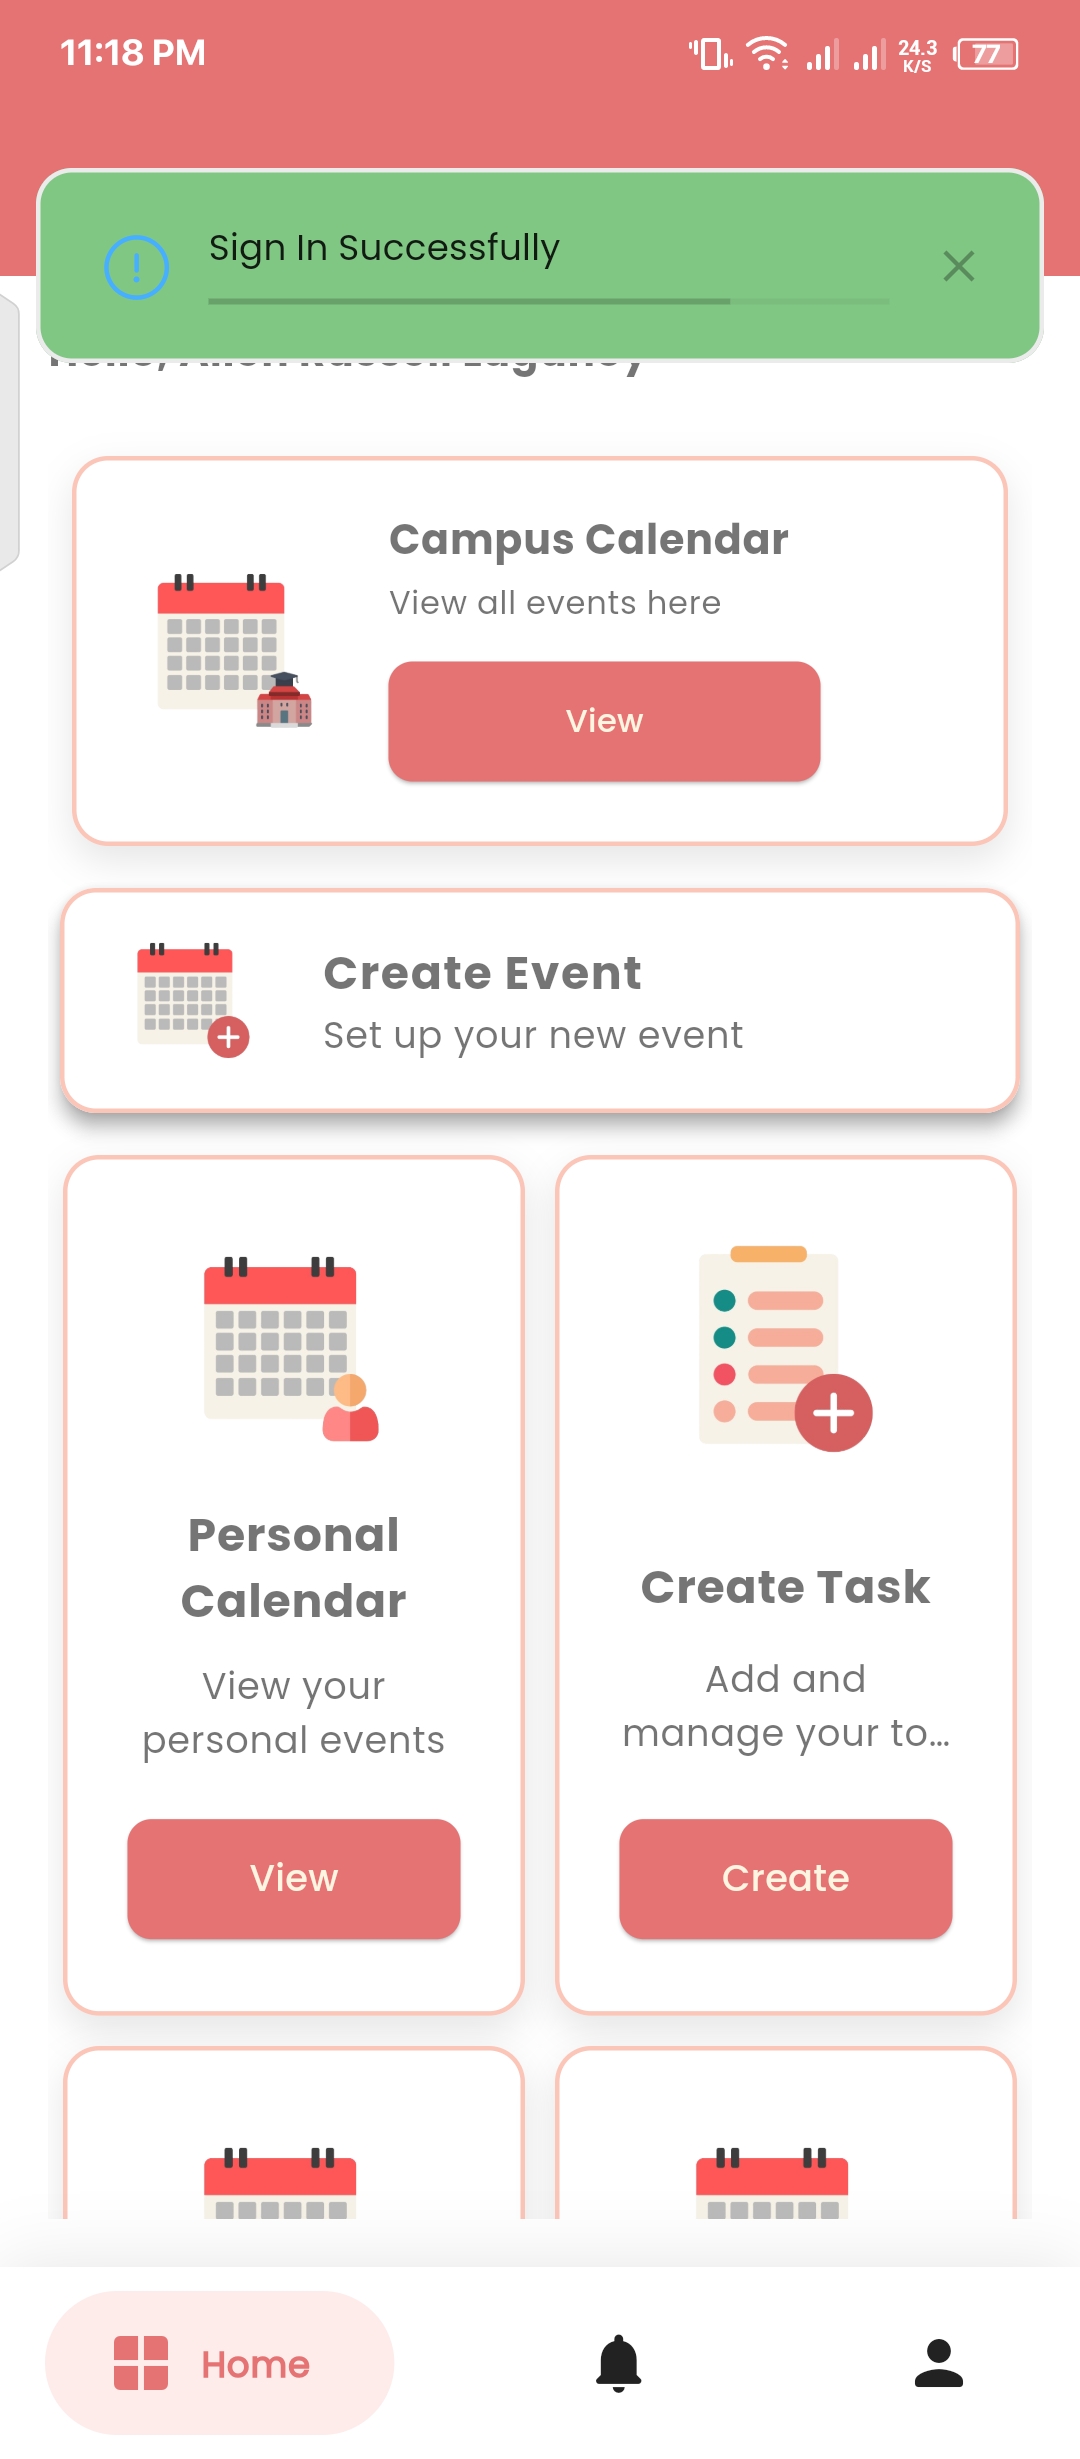 11:18 PM
24.3
K/S
77
Sign In Successfully
Hello,
Campus Calendar
View all events here
View
Create Event
Set up your new event
Personal
Calendar
View your
personal events
View
Create Task
Add and
manage your to...
Create
Home